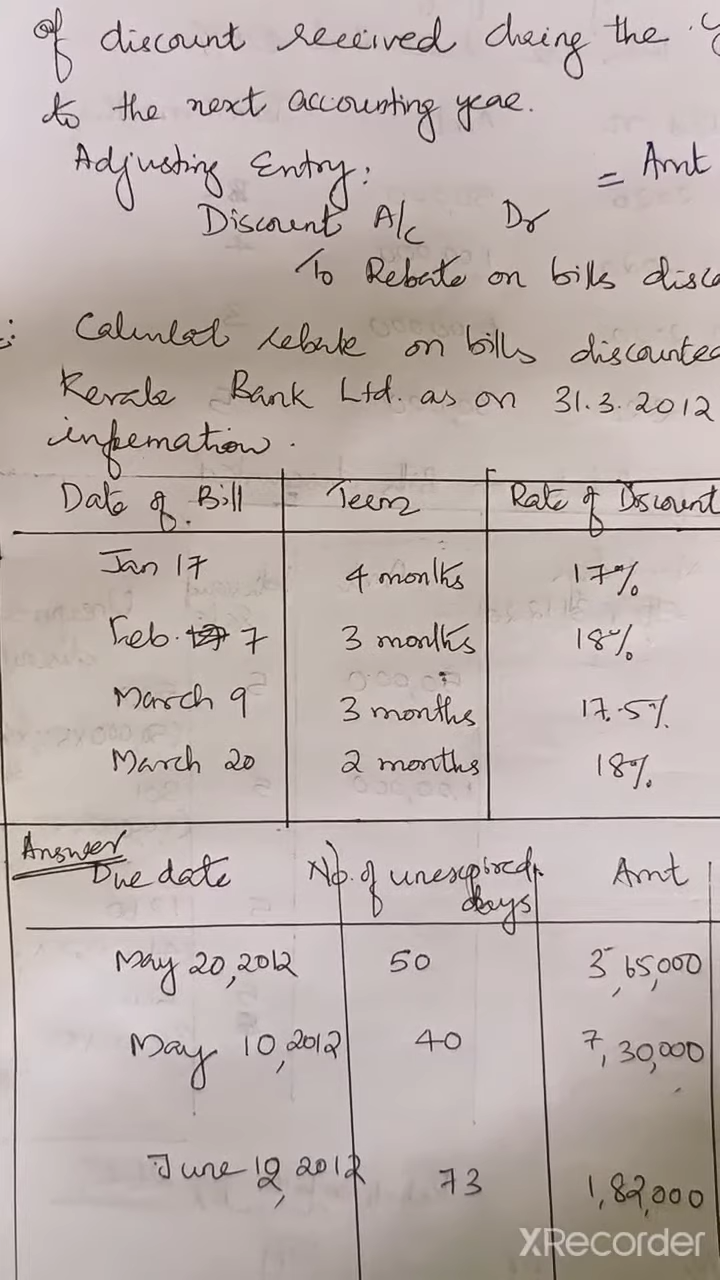 of discount received during the y
to the next accounting year.
Adjusting Entry: = Amt
Discount A/c Dr
To Rebate on bills disco
: Calculat rebate on bills discounted
Kerala Bank Ltd. as on 31.3.2012
information.
Date of Bill Term Rate of Discount
Jan 17 4 months 17%
Feb. 7 3 months 18%
March 9 3 months 17.5%
March 20 2 months 18%
Answer
Due date No. of unexpired days Amt
May 20, 2012 50 3,65,000
May 10, 2012 40 7,30,000
June 12, 2012 73 1,82,000
XRecorder